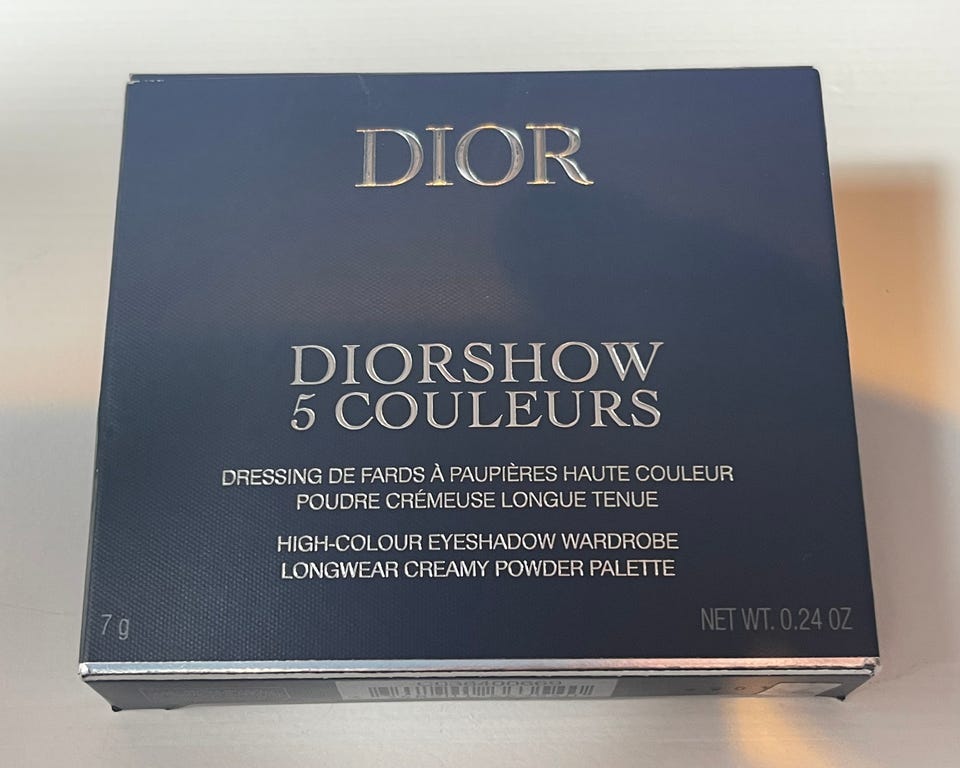 DIOR
DIORSHOW
5 COULEURS
DRESSING DE FARDS À PAUPIÈRES HAUTE COULEUR
POUDRE CRÉMEUSE LONGUE TENUE
HIGH-COLOUR EYESHADOW WARDROBE
LONGWEAR CREAMY POWDER PALETTE
7 g
NET WT. 0.24 OZ
C036400669